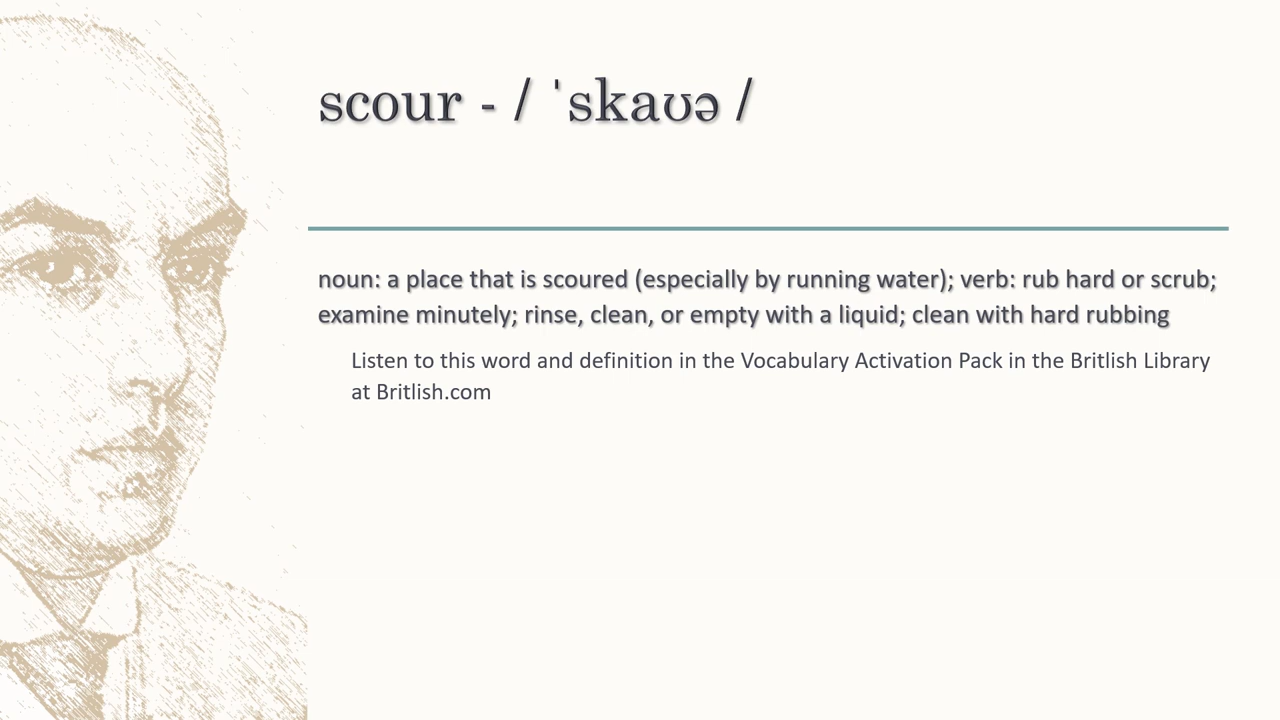 scour - / ˈskaʊə /
noun: a place that is scoured (especially by running water); verb: rub hard or scrub;
examine minutely; rinse, clean, or empty with a liquid; clean with hard rubbing
Listen to this word and definition in the Vocabulary Activation Pack in the Britlish Library
at Britlish.com